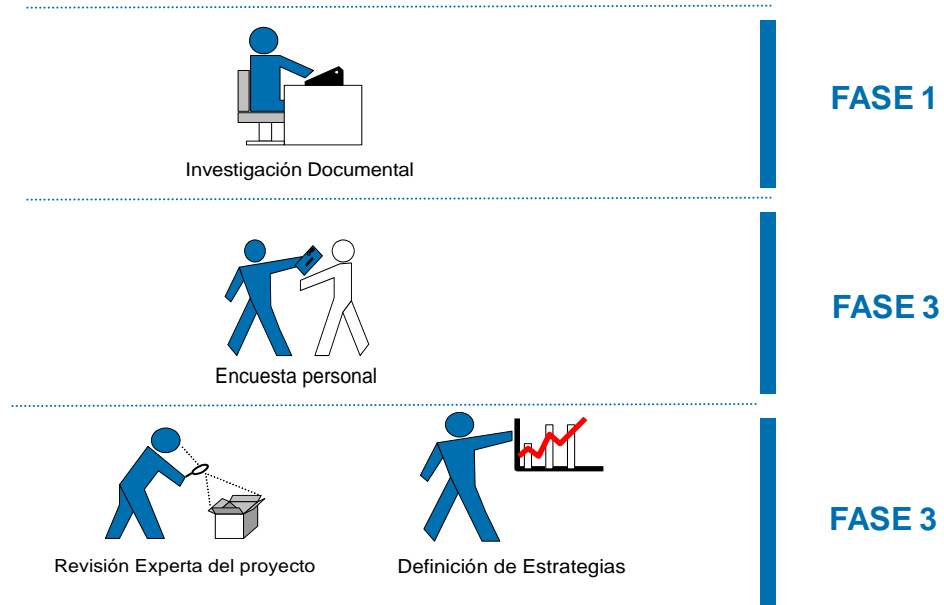 FASE 1
Investigación Documental
FASE 3
Encuesta personal
FASE 3
Revisión Experta del proyecto
Definición de Estrategias